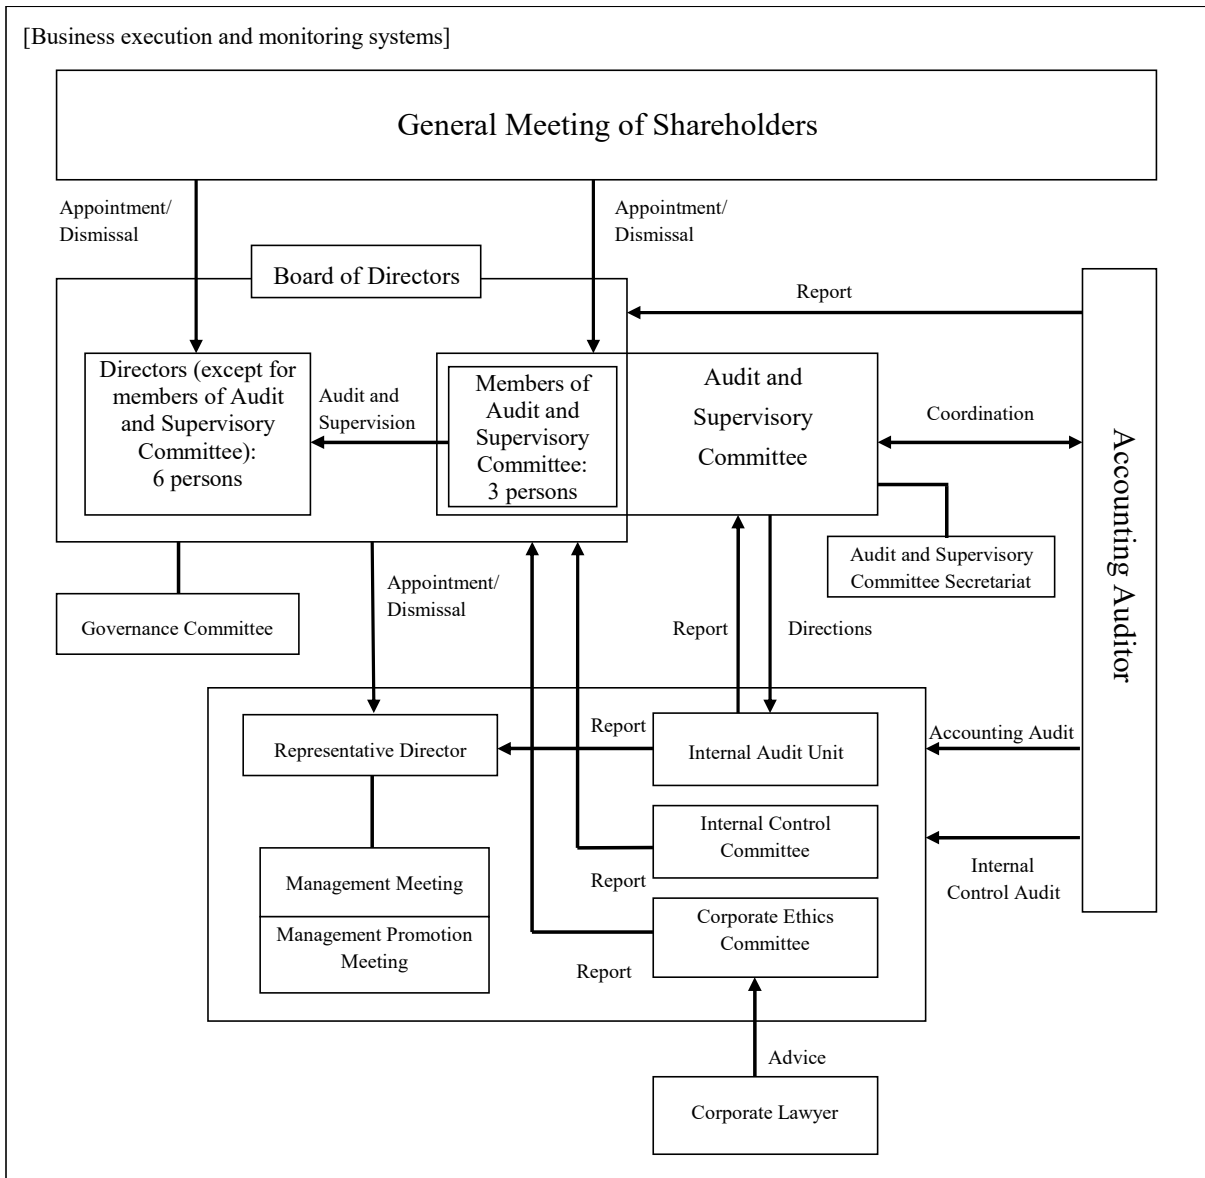 [Business execution and monitoring systems]
General Meeting of Shareholders
Appointment/
Dismissal
Appointment/
Dismissal
Board of Directors
Report
Directors (except for
members of Audit
and Supervisory
Committee):
6 persons
Audit and
Supervision
Members of
Audit and
Supervisory
Committee:
3 persons
Audit and
Supervisory
Committee
Coordination
Accounting Auditor
Audit and Supervisory
Committee Secretariat
Governance Committee
Appointment/
Dismissal
Report
Directions
Representative Director
Report
Internal Audit Unit
Accounting Audit
Internal Control
Committee
Report
Internal
Control Audit
Management Meeting
Management Promotion
Meeting
Corporate Ethics
Committee
Report
Advice
Corporate Lawyer